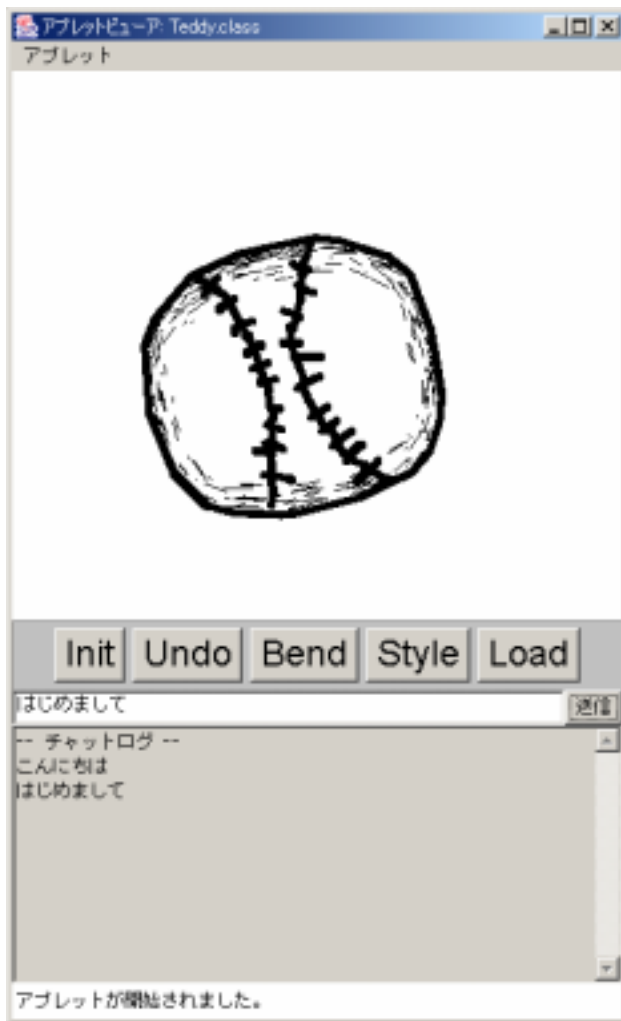 アプレットビューア: Teddy.class
アプレット
Init Undo Bend Style Load
はじめまして 送信
-- チャットログ --
こんにちは
はじめまして
アプレットが開始されました。